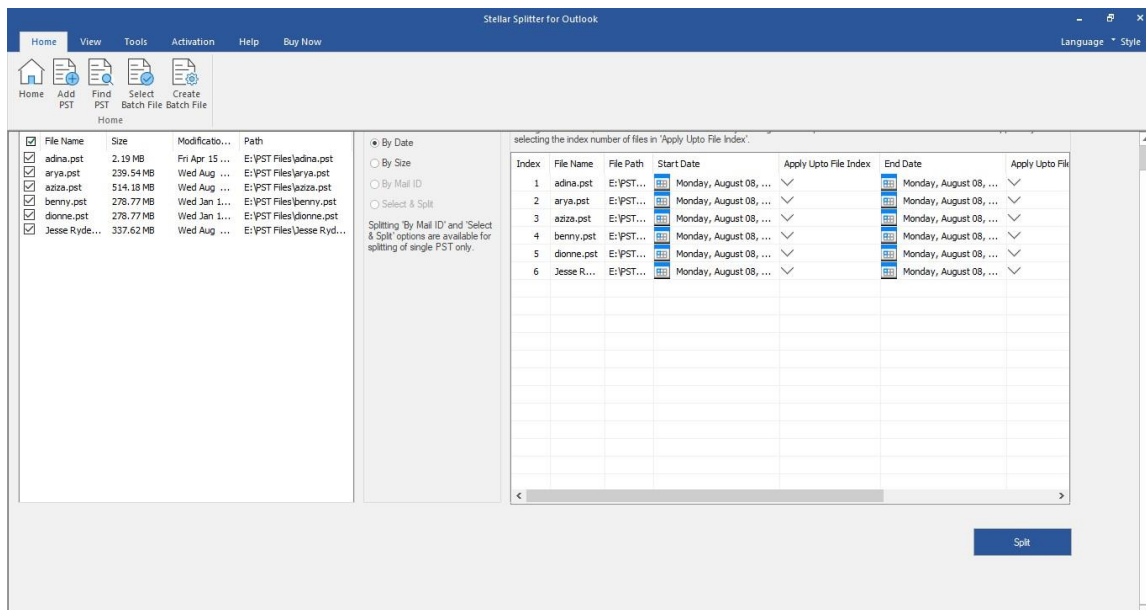 Stellar Splitter for Outlook
Home View Tools Activation Help Buy Now Language Style
Home Add PST Find PST Select Batch File Create Batch File
Home
File Name Size Modificatio... Path
adina.pst 2.19 MB Fri Apr 15 ... E:\PST Files\adina.pst
arya.pst 239.54 MB Wed Aug ... E:\PST Files\arya.pst
aziza.pst 514.18 MB Wed Aug ... E:\PST Files\aziza.pst
benny.pst 278.77 MB Wed Jan 1... E:\PST Files\benny.pst
dionne.pst 278.77 MB Wed Jan 1... E:\PST Files\dionne.pst
Jesse Ryde... 337.62 MB Wed Aug ... E:\PST Files\Jesse Ryd...
By Date
By Size
By Mail ID
Select & Split
Splitting 'By Mail ID' and 'Select
& Split' options are available for
splitting of single PST only.
selecting the index number of files in 'Apply Upto File Index'.
Index File Name File Path Start Date Apply Upto File Index End Date Apply Upto File
1 adina.pst E:\PST... Monday, August 08, ... Monday, August 08, ...
2 arya.pst E:\PST... Monday, August 08, ... Monday, August 08, ...
3 aziza.pst E:\PST... Monday, August 08, ... Monday, August 08, ...
4 benny.pst E:\PST... Monday, August 08, ... Monday, August 08, ...
5 dionne.pst E:\PST... Monday, August 08, ... Monday, August 08, ...
6 Jesse R... E:\PST... Monday, August 08, ... Monday, August 08, ...
Split